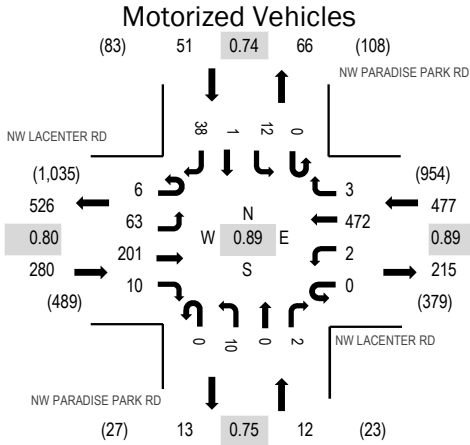 Motorized Vehicles
(83) 51 0.74 66 (108)
NW PARADISE PARK RD
NW LACENTER RD
38 1 12 0
(1,035) (954)
526 6 3 477
0.80 63 N 472 0.89
W 0.89 E
280 201 S 2 215
(489) 10 0 (379)
0 10 0 2
NW LACENTER RD
NW PARADISE PARK RD
(27) 13 0.75 12 (23)